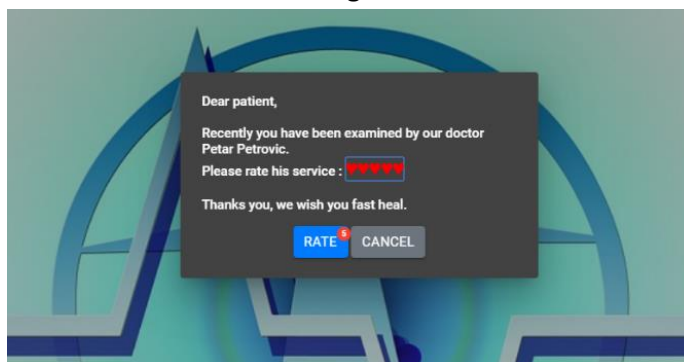 Dear patient,
Recently you have been examined by our doctor
Petar Petrovic.
Please rate his service : ♥♥♥♥♥
Thanks you, we wish you fast heal.
RATE 5 CANCEL